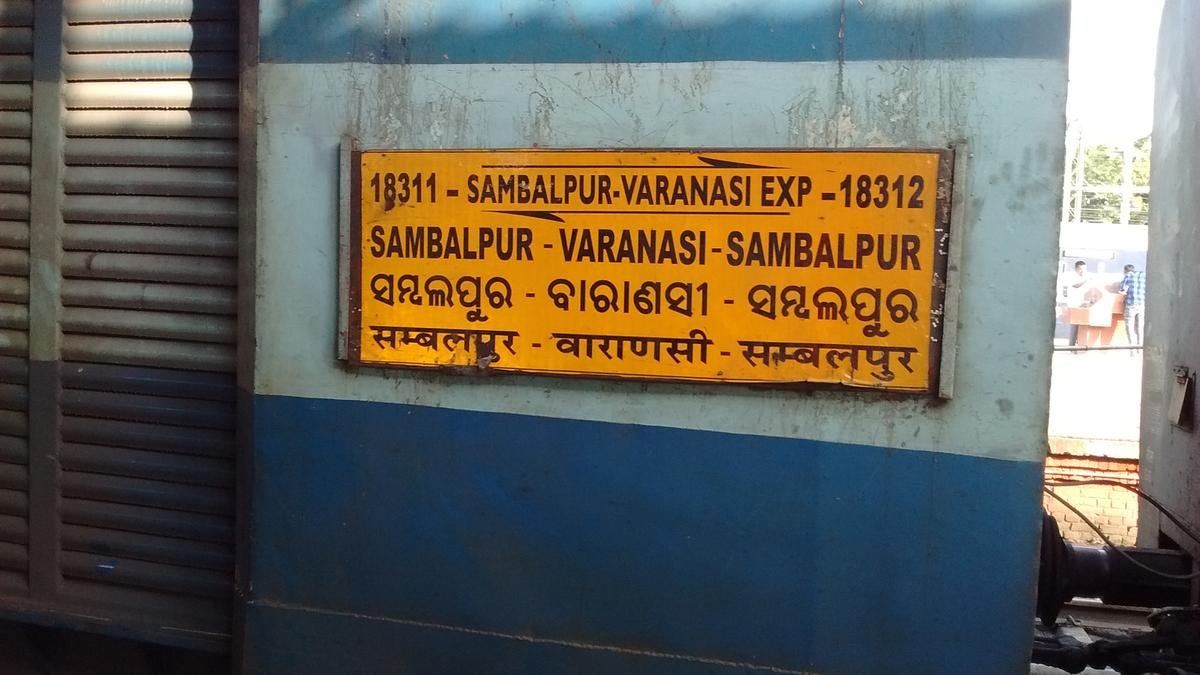 18311 - SAMBALPUR-VARANASI EXP -18312
SAMBALPUR - VARANASI - SAMBALPUR
ସମ୍ବଲପୁର - ବାରାଣସୀ - ସମ୍ବଲପୁର
सम्बलपुर - वाराणसी - सम्बलपुर